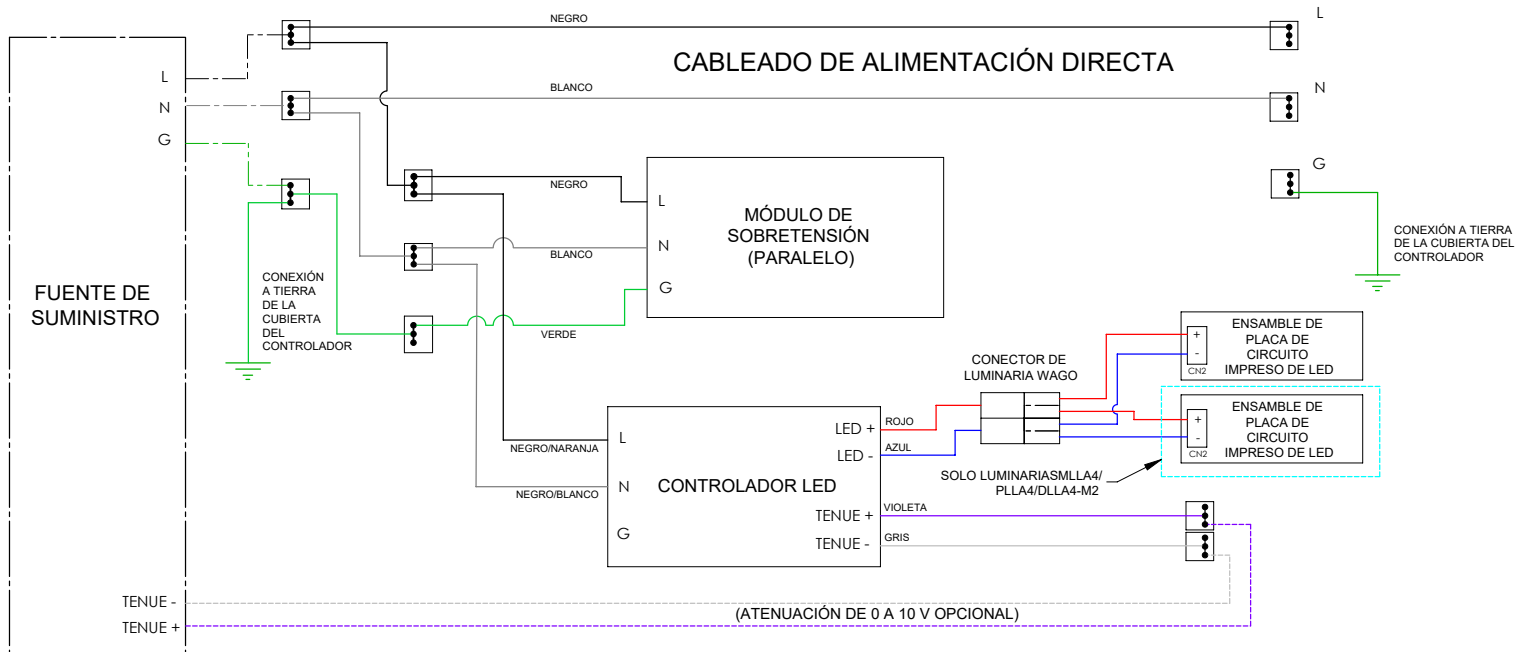 NEGRO
L
CABLEADO DE ALIMENTACIÓN DIRECTA
L
BLANCO
N
N
G
G
NEGRO
L
MÓDULO DE
SOBRETENSIÓN
(PARALELO)
N
BLANCO
G
VERDE
CONEXIÓN A TIERRA
DE LA CUBIERTA DEL
CONTROLADOR
CONEXIÓN
A TIERRA
DE LA
CUBIERTA
DEL
CONTROLADOR
FUENTE DE
SUMINISTRO
CONECTOR DE
LUMINARIA WAGO
+
-
CN2
ENSAMBLE DE
PLACA DE
CIRCUITO
IMPRESO DE LED
+
-
CN2
ENSAMBLE DE
PLACA DE
CIRCUITO
IMPRESO DE LED
SOLO LUMINARIASMLLA4/
PLLA4/DLLA4-M2
NEGRO/NARANJA
L
LED +
ROJO
LED -
AZUL
NEGRO/BLANCO
N
CONTROLADOR LED
G
TENUE +
VIOLETA
TENUE -
GRIS
TENUE -
TENUE +
(ATENUACIÓN DE 0 A 10 V OPCIONAL)